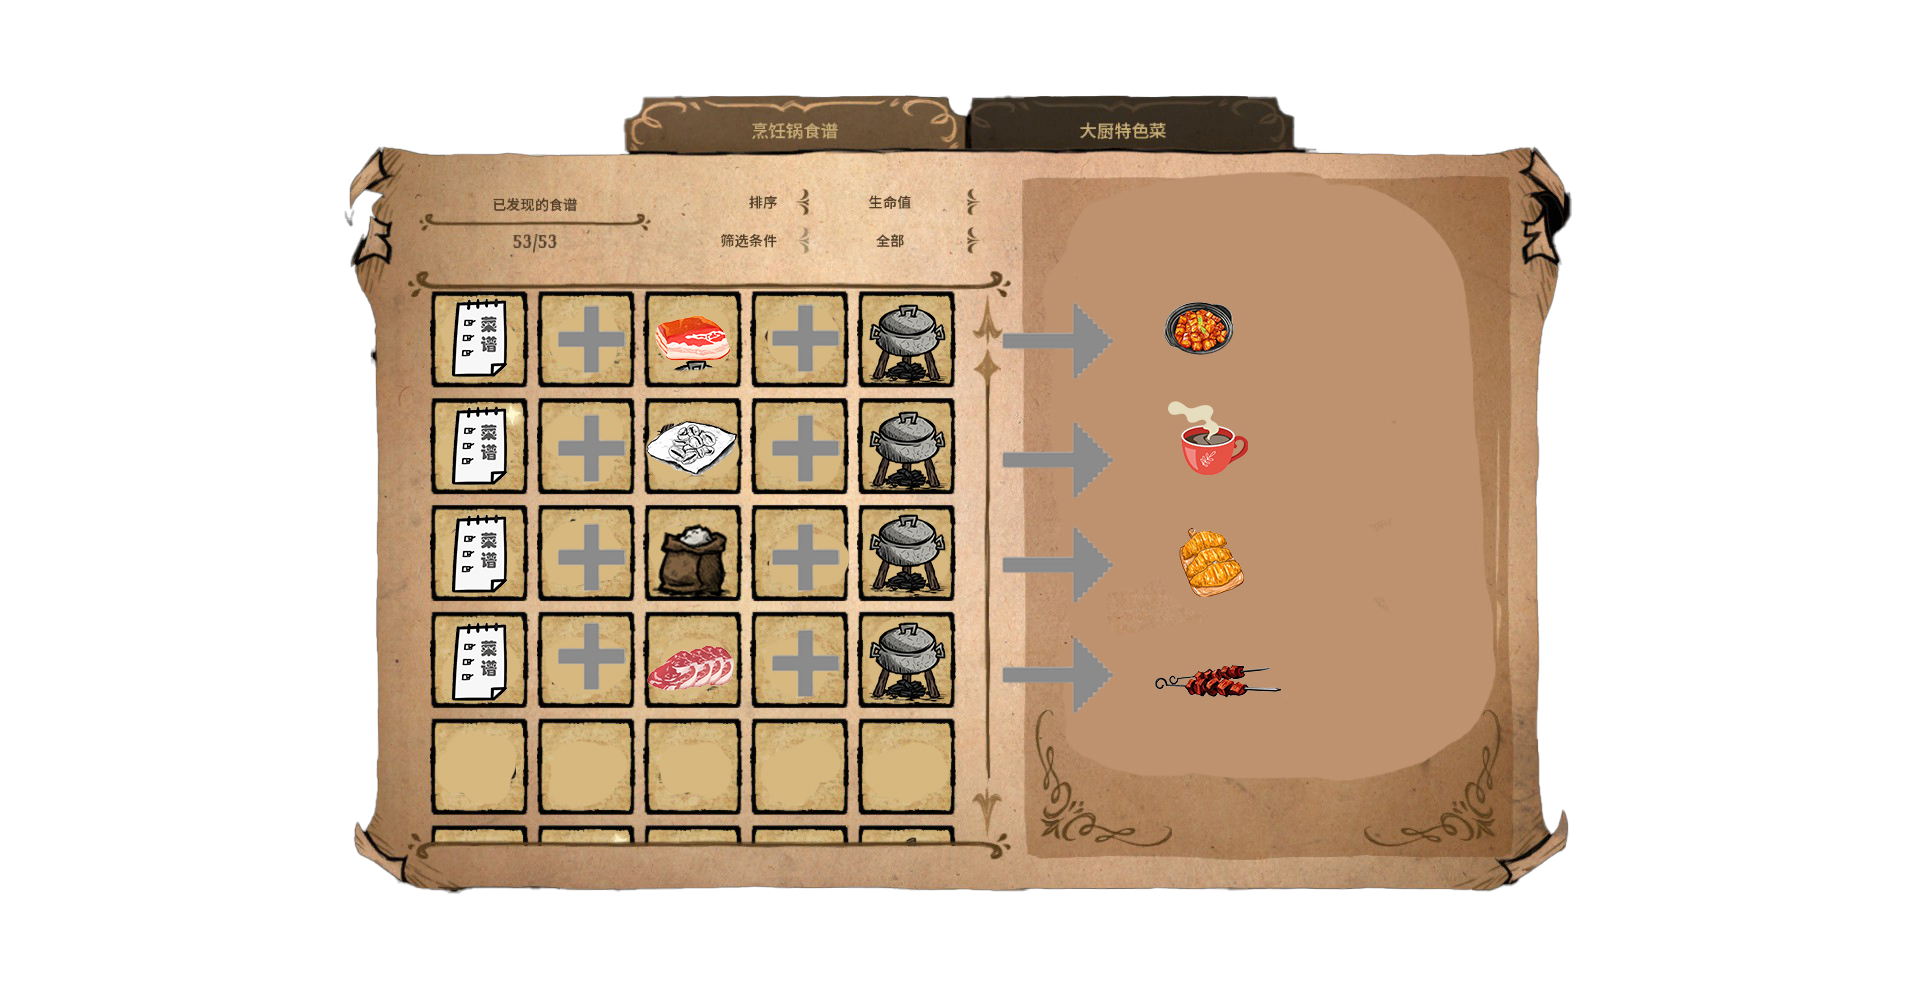 烹饪锅食谱
大厨特色菜
已发现的食谱
53/53
排序
生命值
筛选条件
全部
菜谱
菜谱
菜谱
菜谱